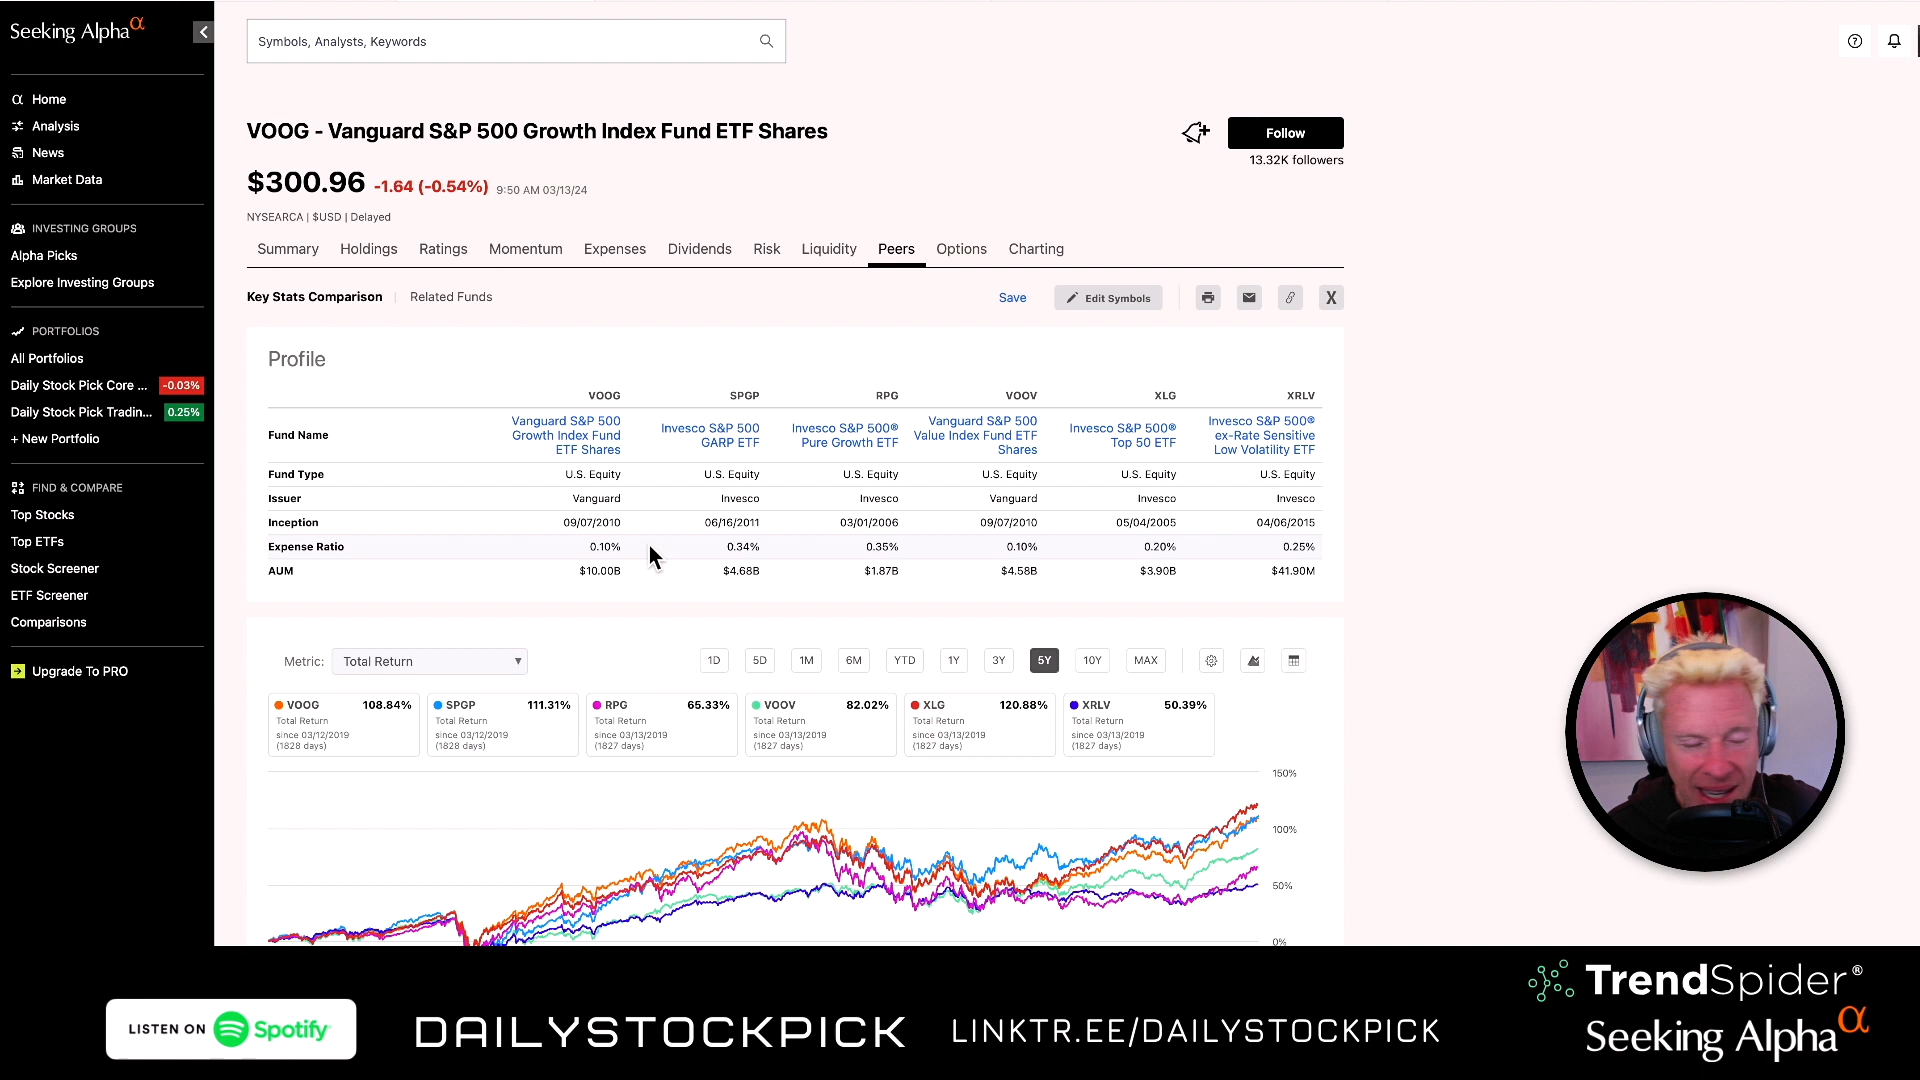 Seeking Alpha α
Symbols, Analysts, Keywords
Home
Analysis
News
Market Data
INVESTING GROUPS
Alpha Picks
Explore Investing Groups
PORTFOLIOS
All Portfolios
Daily Stock Pick Core ... -0.03%
Daily Stock Pick Tradin... 0.25%
+ New Portfolio
FIND & COMPARE
Top Stocks
Top ETFs
Stock Screener
ETF Screener
Comparisons
Upgrade To PRO
VOOG - Vanguard S&P 500 Growth Index Fund ETF Shares
Follow
13.32K followers
$300.96 -1.64 (-0.54%) 9:50 AM 03/13/24
NYSEARCA | $USD | Delayed
Summary Holdings Ratings Momentum Expenses Dividends Risk Liquidity Peers Options Charting
Key Stats Comparison | Related Funds Save Edit Symbols X
Profile
VOOG SPGP RPG VOOV XLG XRLV
Fund Name Vanguard S&P 500 Growth Index Fund ETF Shares Invesco S&P 500 GARP ETF Invesco S&P 500® Pure Growth ETF Vanguard S&P 500 Value Index Fund ETF Shares Invesco S&P 500® Top 50 ETF Invesco S&P 500® ex-Rate Sensitive Low Volatility ETF
Fund Type U.S. Equity U.S. Equity U.S. Equity U.S. Equity U.S. Equity U.S. Equity
Issuer Vanguard Invesco Invesco Vanguard Invesco Invesco
Inception 09/07/2010 06/16/2011 03/01/2006 09/07/2010 05/04/2005 04/06/2015
Expense Ratio 0.10% 0.34% 0.35% 0.10% 0.20% 0.25%
AUM $10.00B $4.68B $1.87B $4.58B $3.90B $41.90M
Metric: Total Return 1D 5D 1M 6M YTD 1Y 3Y 5Y 10Y MAX
VOOG 108.84% SPGP 111.31% RPG 65.33% VOOV 82.02% XLG 120.88% XRLV 50.39%
Total Return Total Return Total Return Total Return Total Return Total Return
since 03/12/2019 since 03/12/2019 since 03/13/2019 since 03/13/2019 since 03/13/2019 since 03/13/2019
(1828 days) (1828 days) (1827 days) (1827 days) (1827 days) (1827 days)
150%
100%
50%
0%
LISTEN ON Spotify
DAILYSTOCKPICK
LINKTR.EE/DAILYSTOCKPICK
TrendSpider®
Seeking Alpha α